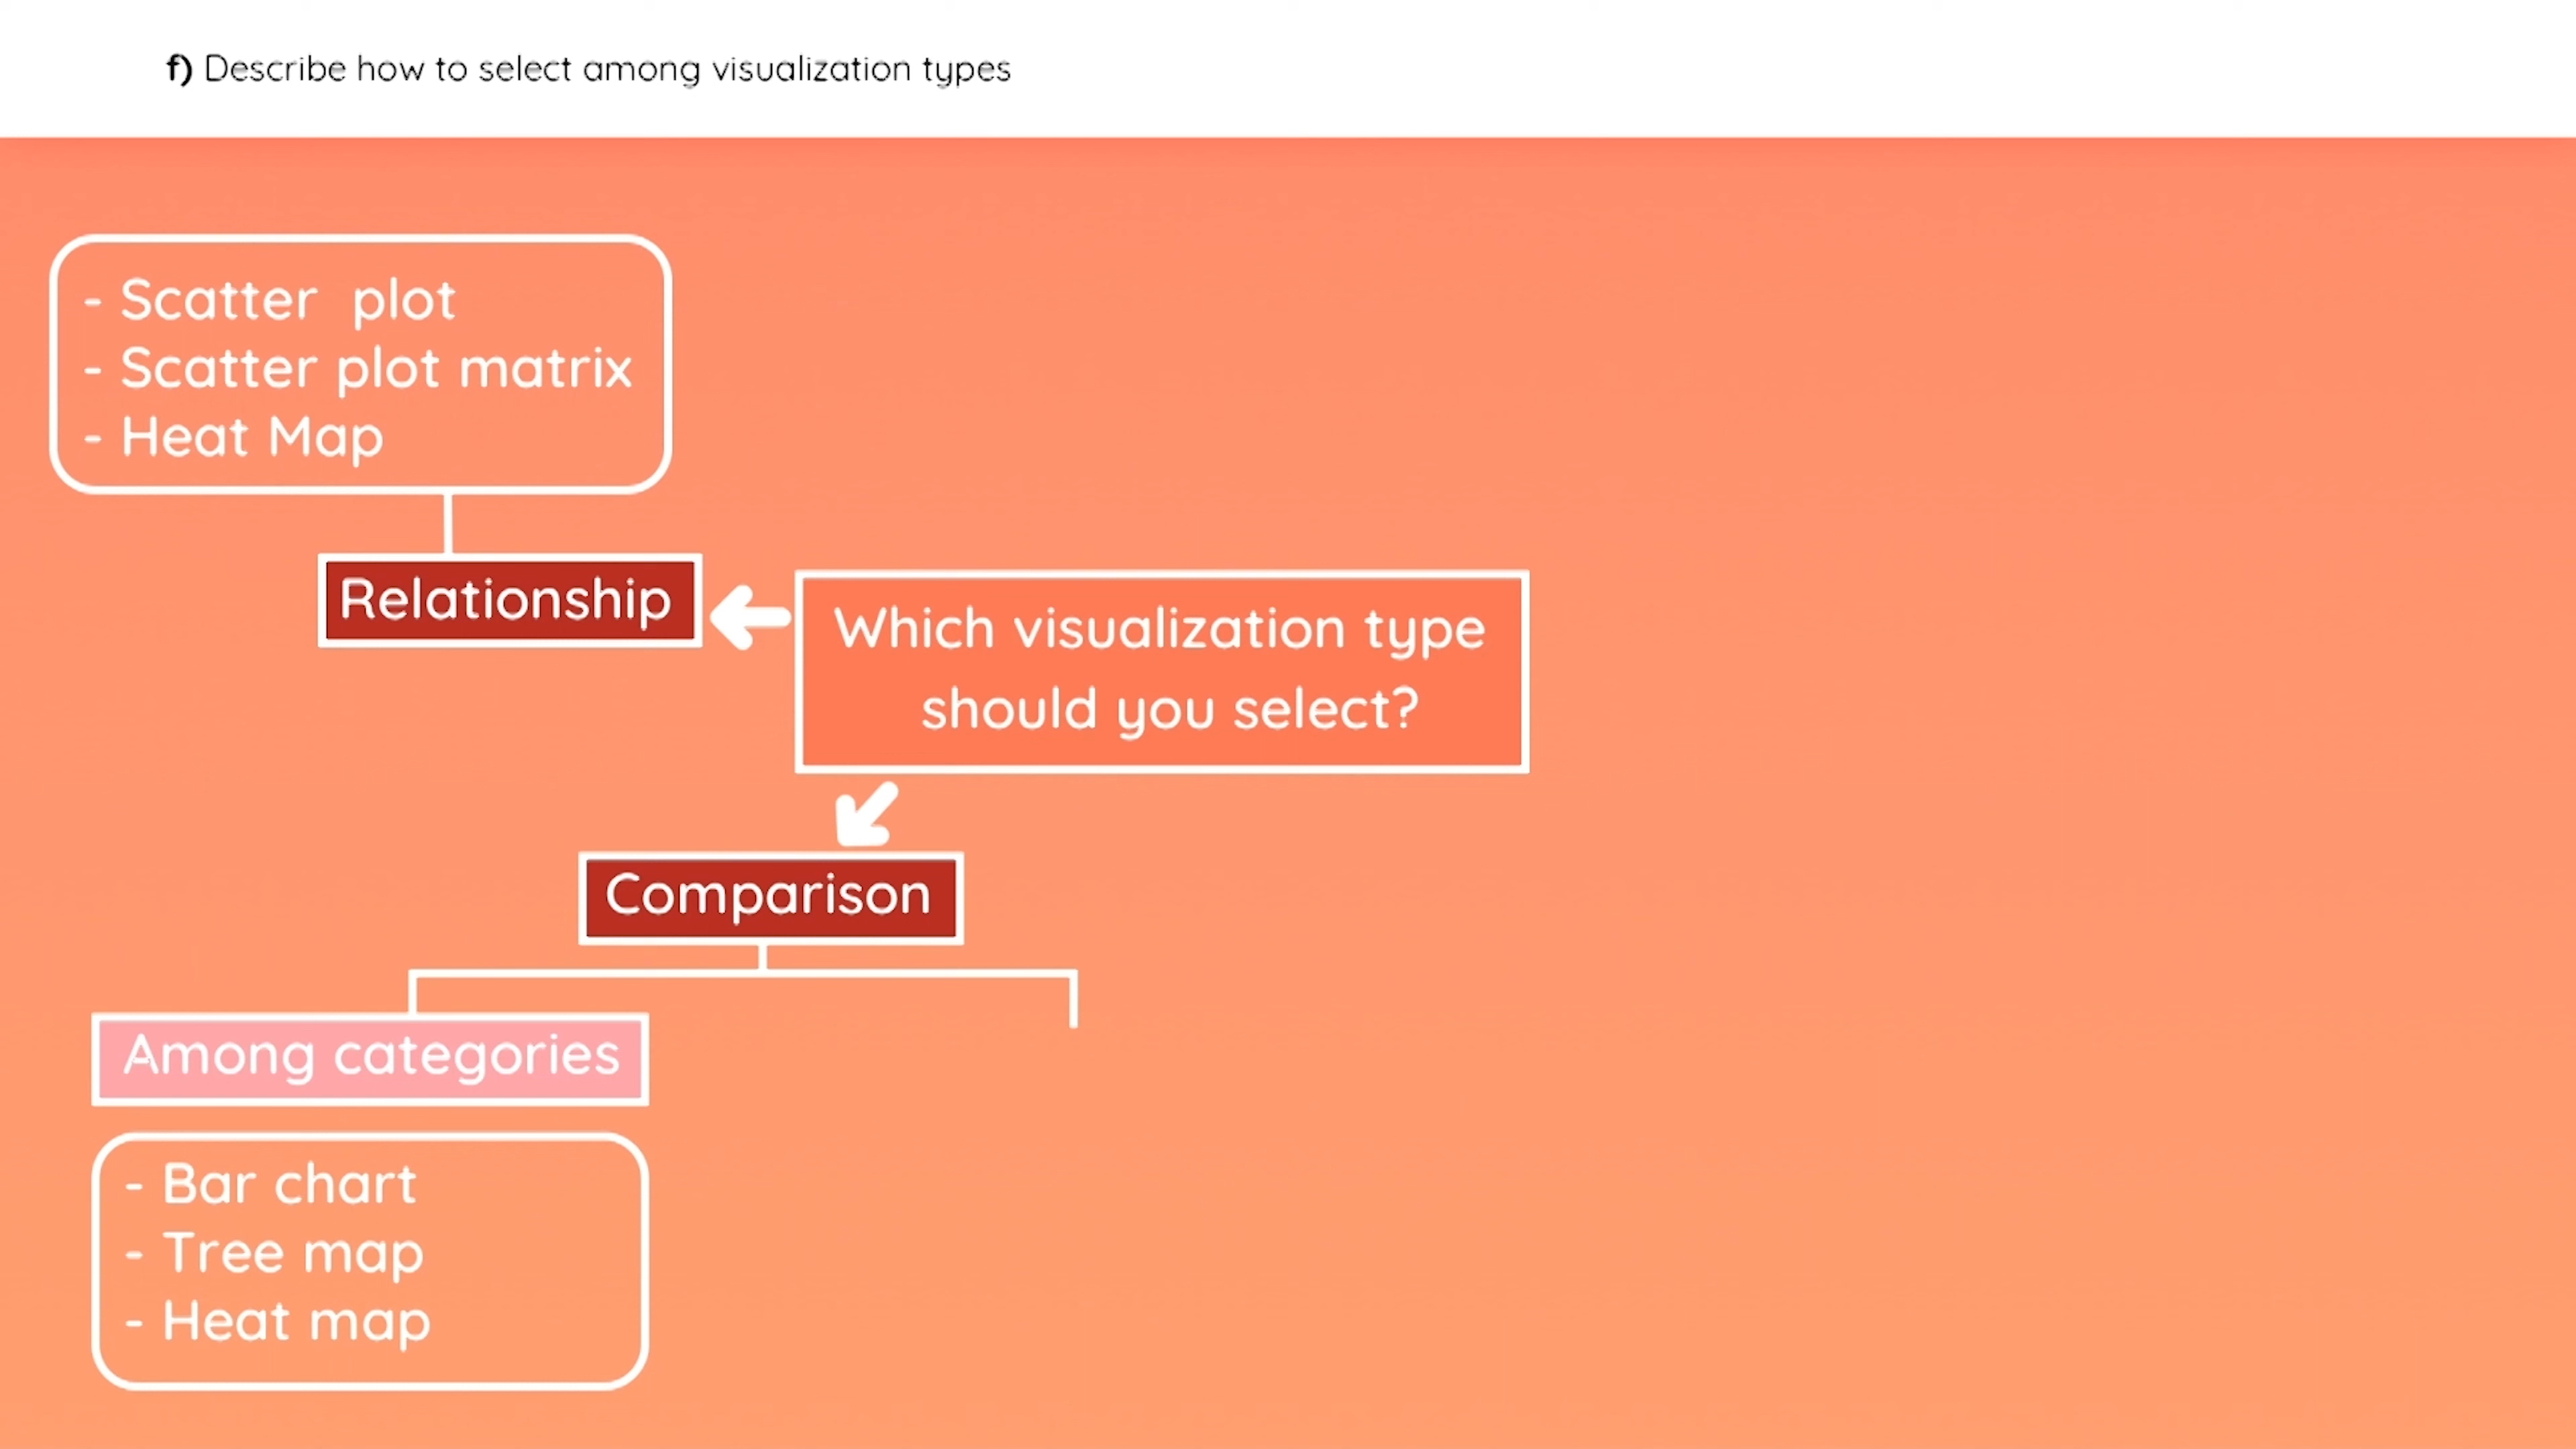 f) Describe how to select among visualization types
- Scatter plot
- Scatter plot matrix
- Heat Map
Relationship
Which visualization type
should you select?
Comparison
Among categories
- Bar chart
- Tree map
- Heat map